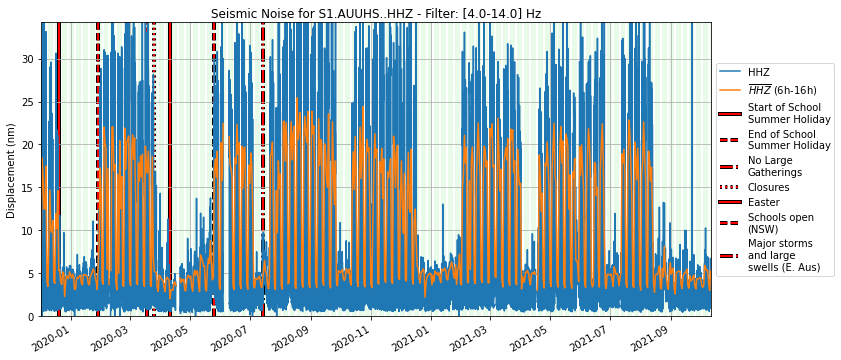 Seismic Noise for S1.AUUHS..HHZ - Filter: [4.0-14.0] Hz
Displacement (nm)
30
25
20
15
10
5
0
2020-01
2020-03
2020-05
2020-07
2020-09
2020-11
2021-01
2021-03
2021-05
2021-07
2021-09
HHZ
HHZ (6h-16h)
Start of School
Summer Holiday
End of School
Summer Holiday
No Large
Gatherings
Closures
Easter
Schools open
(NSW)
Major storms
and large
swells (E. Aus)